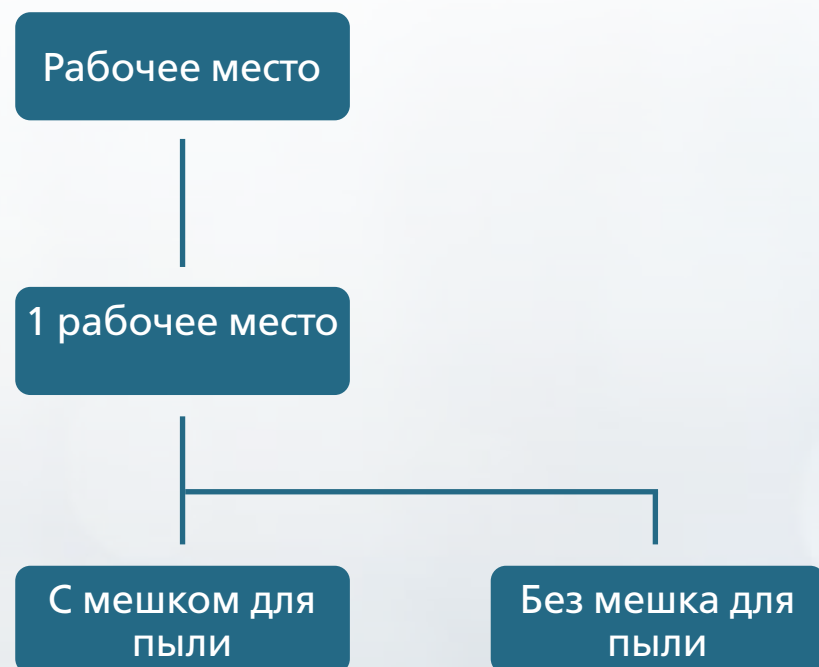 Рабочее место
1 рабочее место
С мешком для
пыли
Без мешка для
пыли